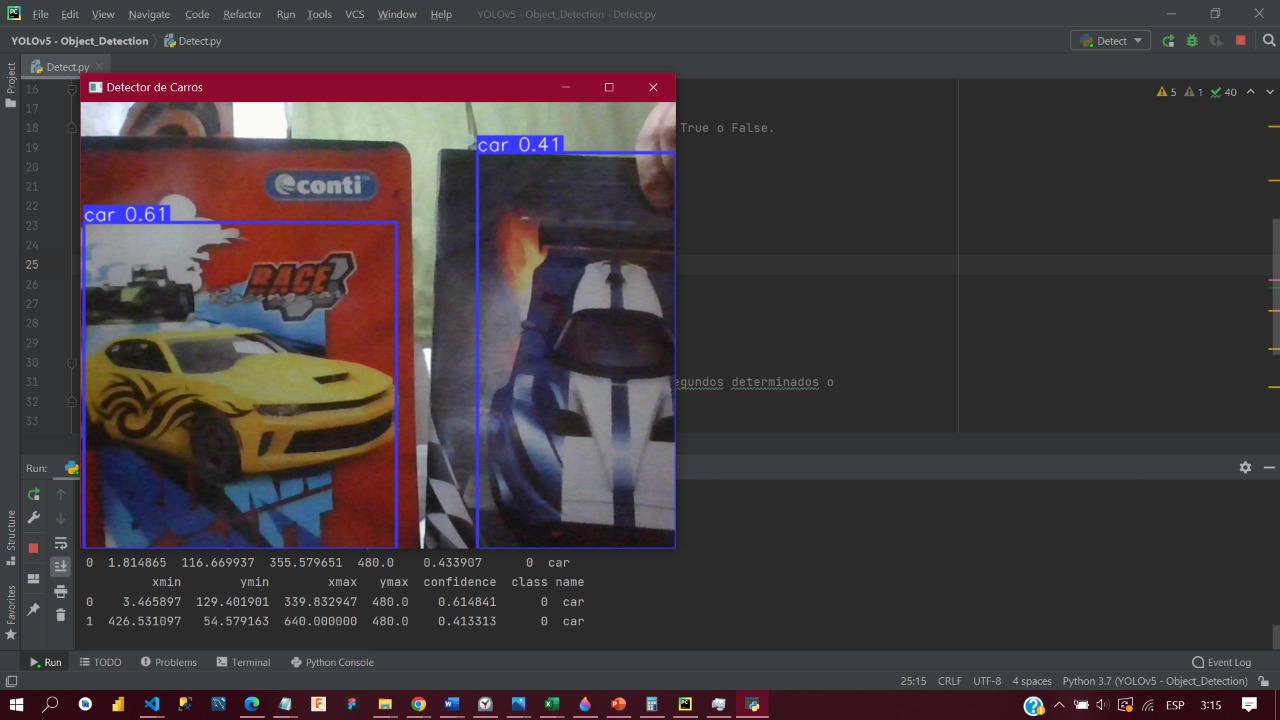 File Edit View Navigate Code Refactor Run Tools VCS Window Help YOLOv5 - Object_Detection - Detect.py
YOLOv5 - Object_Detection Detect.py Detect
Project
Detect.py
Detector de Carros
5 1 40
16
17
18 True o False.
19
20
21
22
23
24
25
26
27
28
29
30
31 egundos determinados o
32
33
car 0.41
conti
car 0.61
RACE
Racing car
Run:
Structure
Favorites
0 1.814865 116.669937 355.579651 480.0 0.433907 0 car
xmin ymin xmax ymax confidence class name
0 3.465897 129.401901 339.832947 480.0 0.614841 0 car
1 426.531097 54.579163 640.000000 480.0 0.413313 0 car
Run TODO Problems Terminal Python Console Event Log
25:15 CRLF UTF-8 4 spaces Python 3.7 (YOLOv5 - Object_Detection)
ESP 3:15